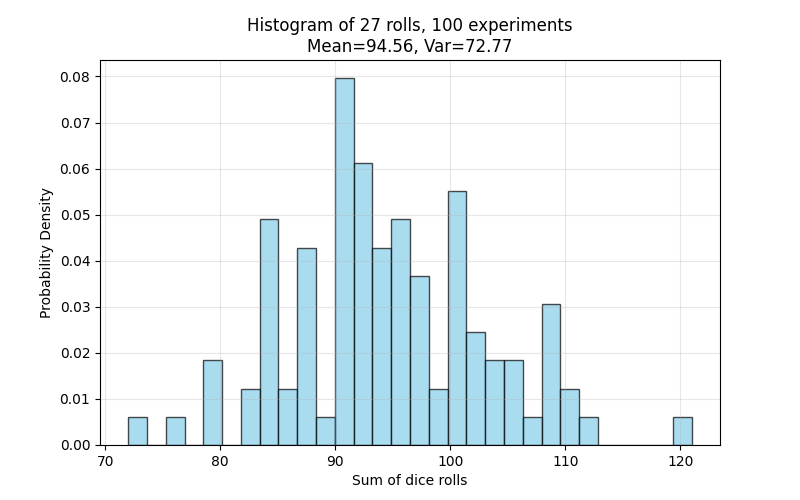 Histogram of 27 rolls, 100 experiments
Mean=94.56, Var=72.77
0.08
0.07
0.06
0.05
0.04
0.03
0.02
0.01
0.00
Probability Density
70 80 90 100 110 120
Sum of dice rolls